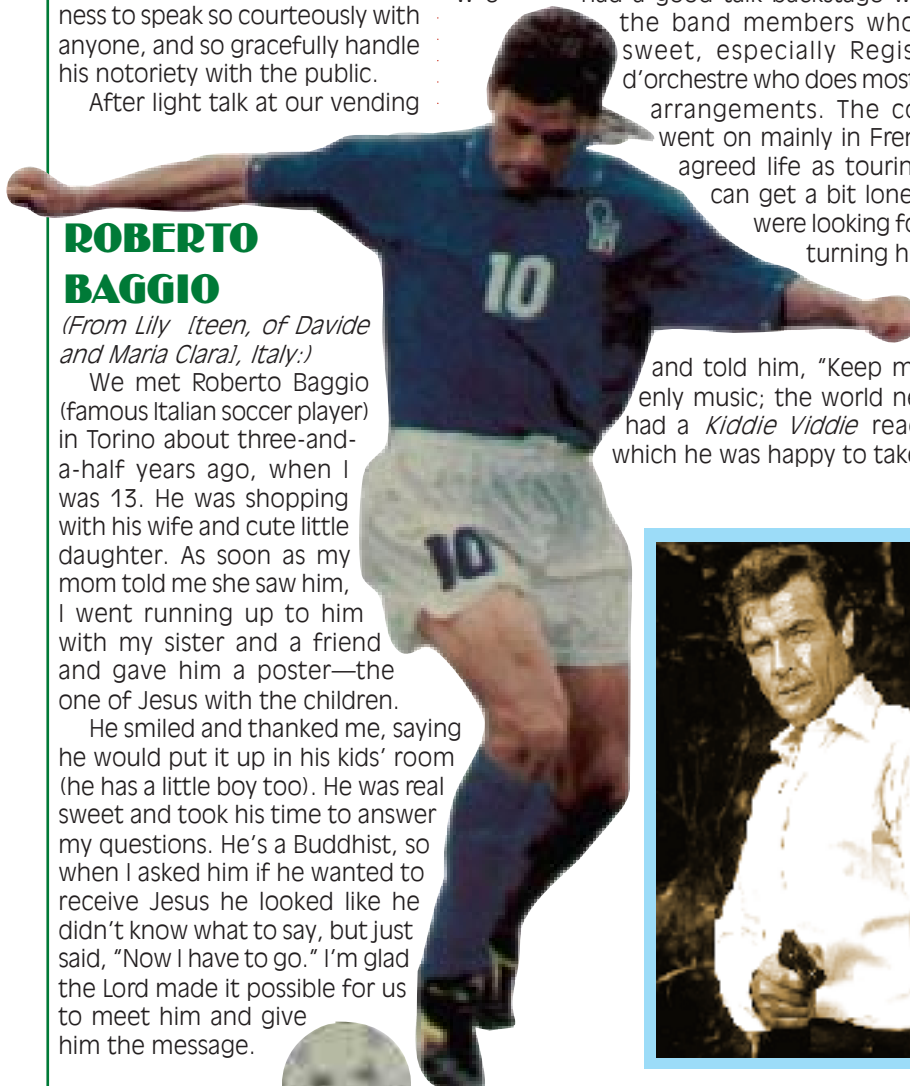 ness to speak so courteously with
anyone, and so gracefully handle
his notoriety with the public.
After light talk at our vending
ROBERTO
BAGGIO
(From Lily [teen, of Davide
and Maria Clara], Italy:)
We met Roberto Baggio
(famous Italian soccer player)
in Torino about three-and-
a-half years ago, when I
was 13. He was shopping
with his wife and cute little
daughter. As soon as my
mom told me she saw him,
I went running up to him
with my sister and a friend
and gave him a poster—the
one of Jesus with the children.
He smiled and thanked me, saying
he would put it up in his kids’ room
(he has a little boy too). He was real
sweet and took his time to answer
my questions. He’s a Buddhist, so
when I asked him if he wanted to
receive Jesus he looked like he
didn’t know what to say, but just
said, “Now I have to go.” I’m glad
the Lord made it possible for us
to meet him and give
him the message.
10
10
had a good talk backstage
the band members who
sweet, especially Regis
d’orchestre who does most
arrangements. The
went on mainly in
agreed life as
can get a bit
were looking
turning
and told him, “Keep
enly music; the world
had a Kiddie Viddie
which he was happy to take